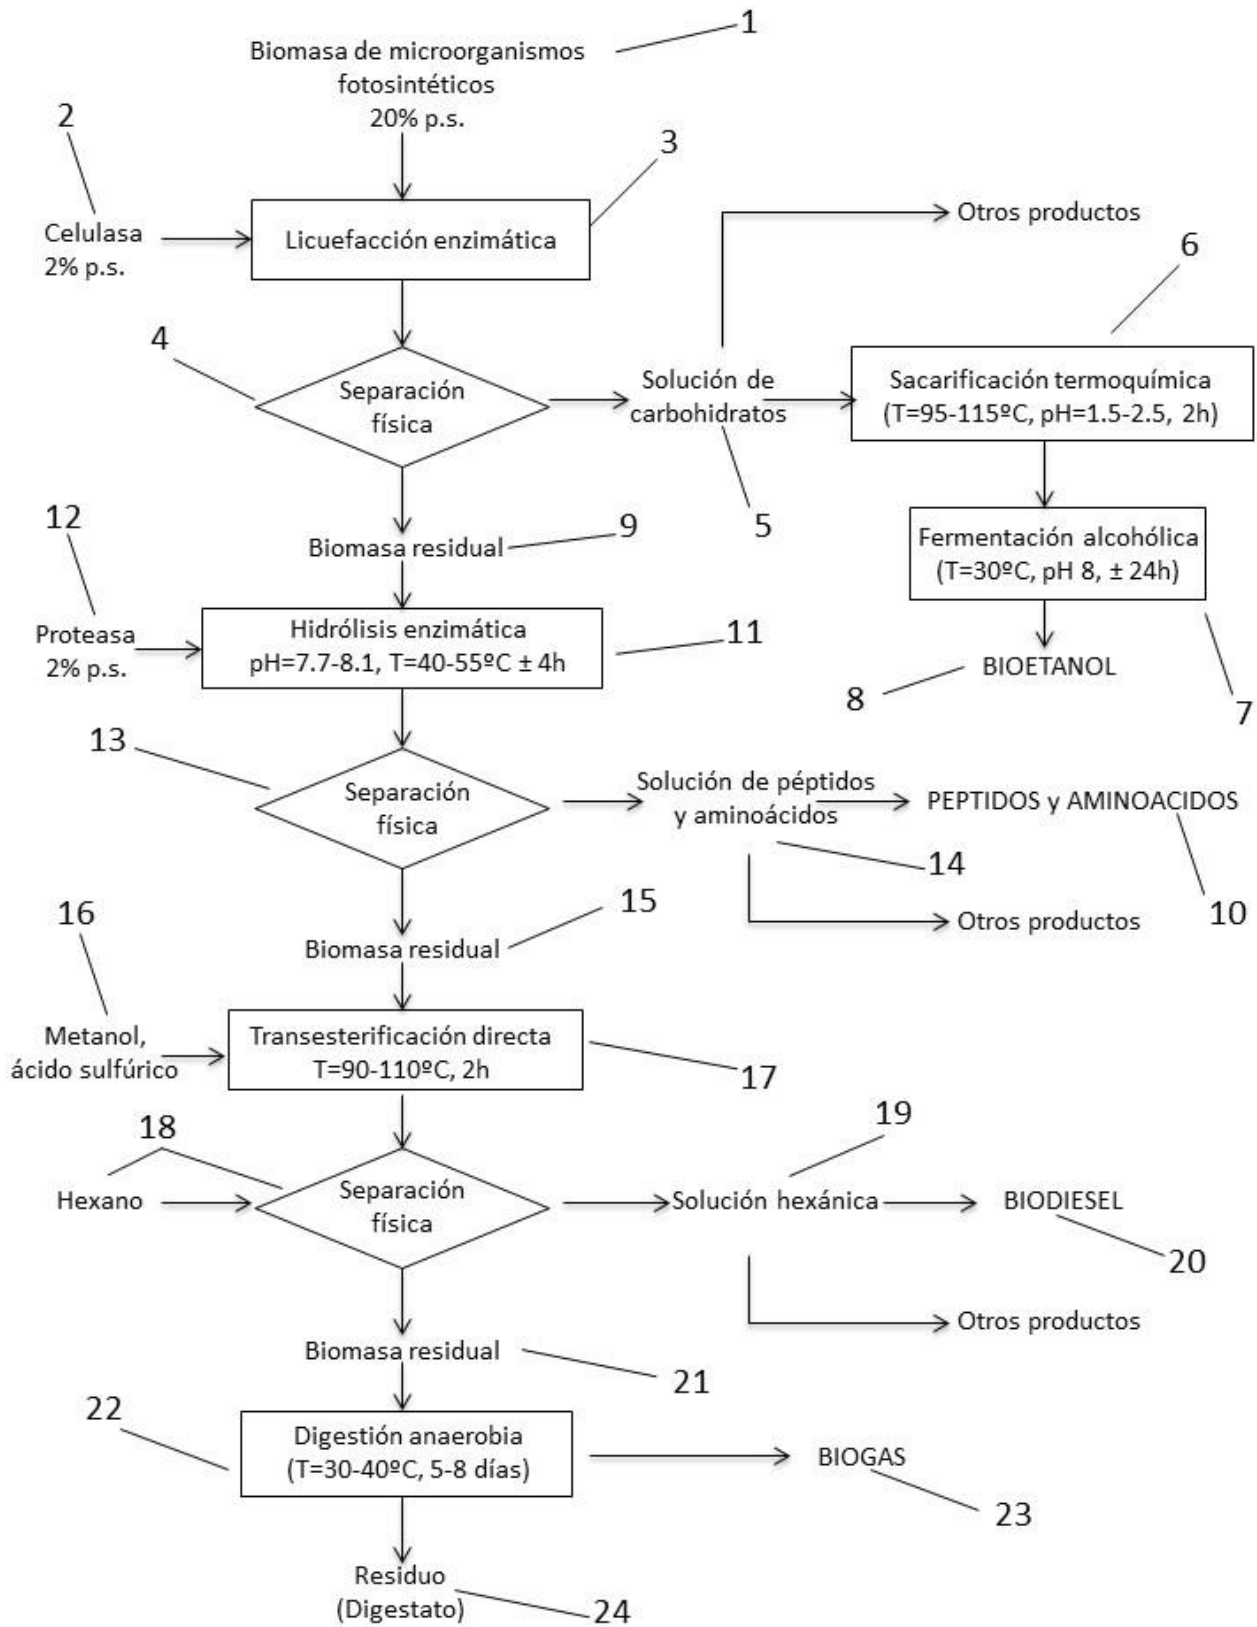 1
Biomasa de microorganismos
fotosintéticos
20% p.s.
2
3
Celulasa
2% p.s.
Licuefacción enzimática
Otros productos
6
4
Separación
física
Solución de
carbohidratos
Sacarificación termoquímica
(T=95-115ºC, pH=1.5-2.5, 2h)
5
9
Biomasa residual
Fermentación alcohólica
(T=30ºC, pH 8, ± 24h)
12
Proteasa
2% p.s.
Hidrólisis enzimática
pH=7.7-8.1, T=40-55ºC ± 4h
11
BIOETANOL
8
7
13
Separación
física
Solución de péptidos
y aminoácidos
PEPTIDOS y AMINOACIDOS
14
10
Otros productos
15
Biomasa residual
16
Metanol,
ácido sulfúrico
Transesterificación directa
T=90-110ºC, 2h
17
18
19
Hexano
Separación
física
Solución hexánica
BIODIESEL
20
Otros productos
Biomasa residual
21
22
Digestión anaerobia
(T=30-40ºC, 5-8 días)
BIOGAS
23
Residuo
(Digestato)
24